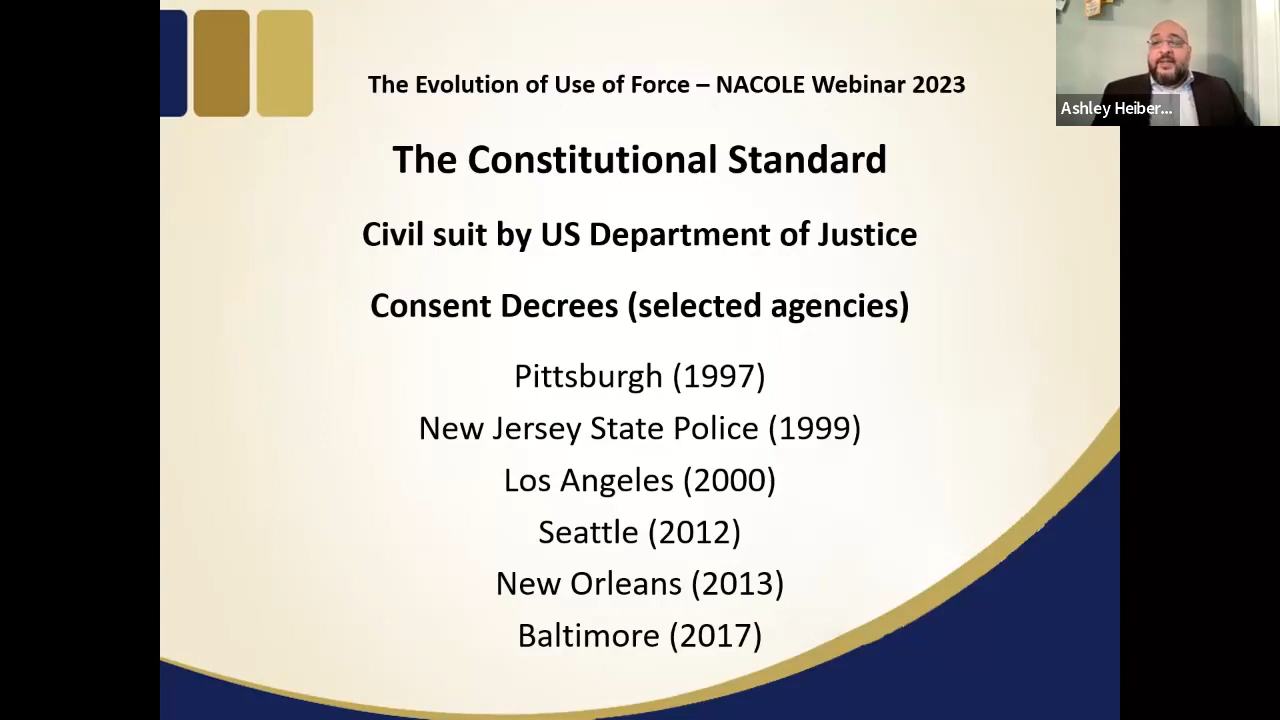 The Evolution of Use of Force – NACOLE Webinar 2023
Ashley Heiber...
The Constitutional Standard
Civil suit by US Department of Justice
Consent Decrees (selected agencies)
Pittsburgh (1997)
New Jersey State Police (1999)
Los Angeles (2000)
Seattle (2012)
New Orleans (2013)
Baltimore (2017)